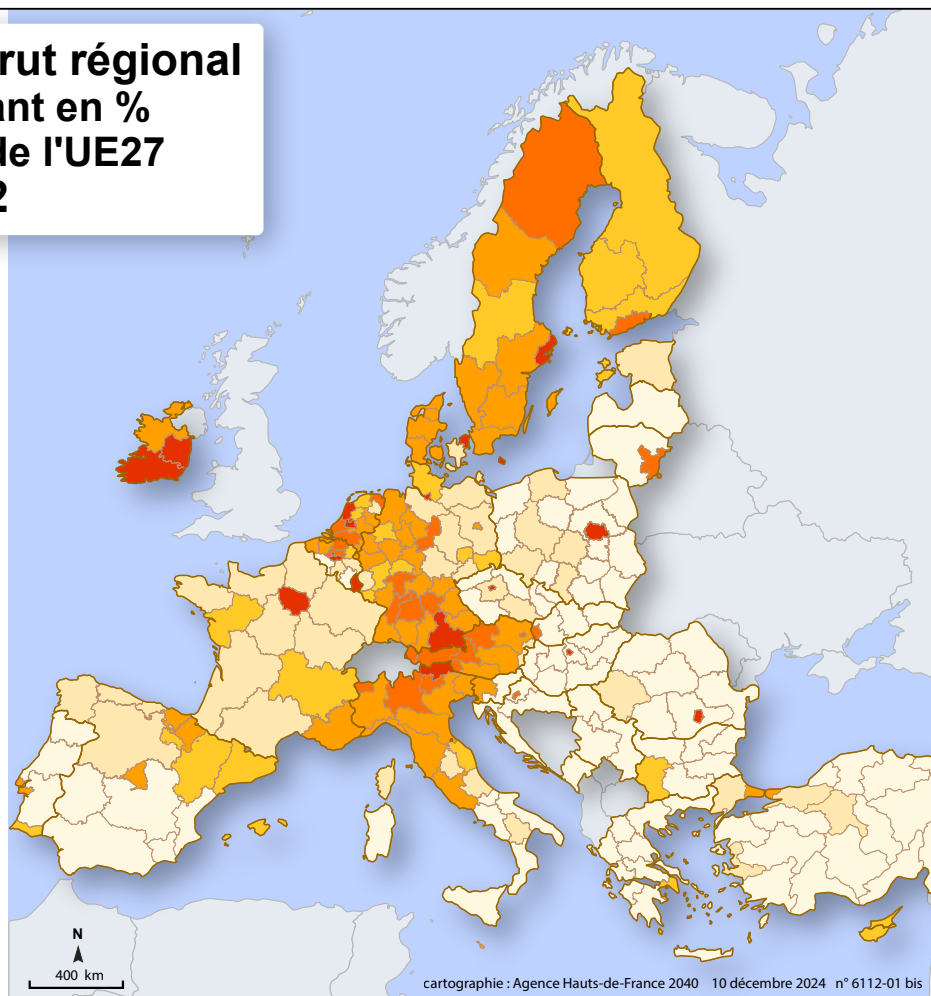 rut régional
ant en %
de l'UE27
2
N
400 km
cartographie : Agence Hauts-de-France 2040 10 décembre 2024 n° 6112-01 bis